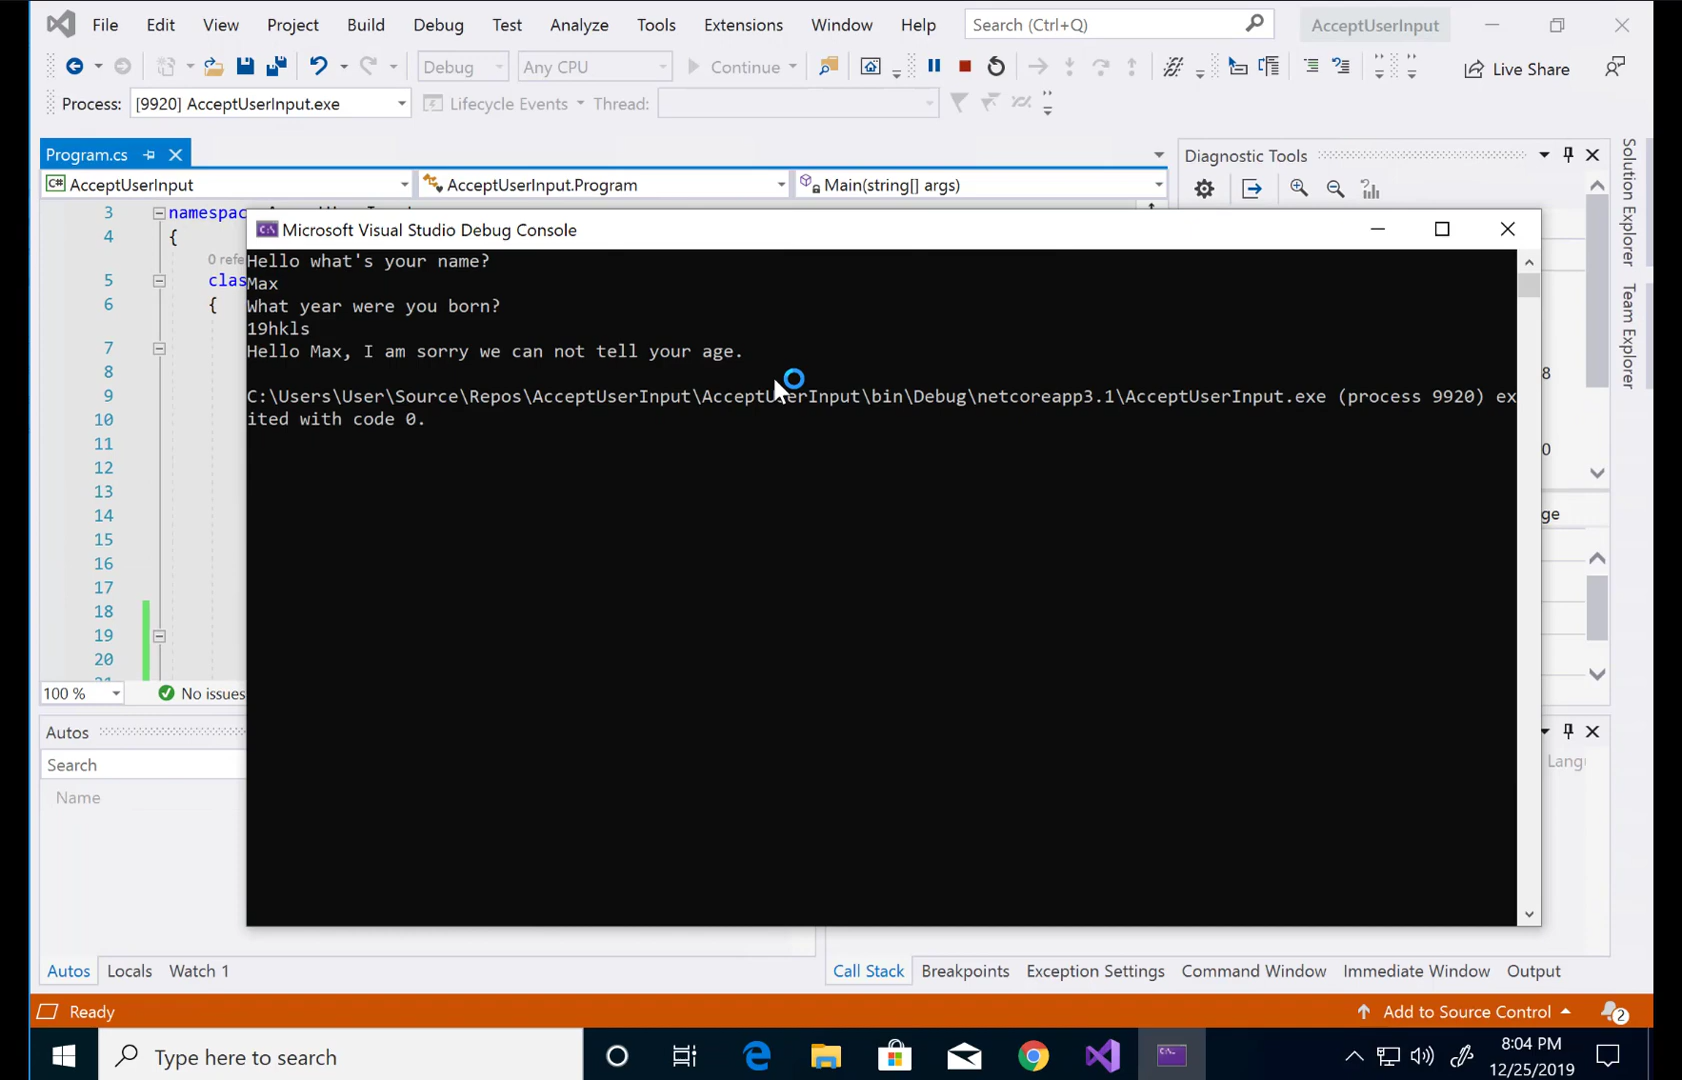 File Edit View Project Build Debug Test Analyze Tools Extensions Window Help Search (Ctrl+Q) AcceptUserInput
Debug Any CPU Continue Live Share
Process: [9920] AcceptUserInput.exe Lifecycle Events Thread:
Program.cs
Diagnostic Tools
C# AcceptUserInput AcceptUserInput.Program Main(string[] args)
Solution Explorer
Team Explorer
3 namespac
4 {
0 refe
5 clas
6 {
7
8
9
10
11
12
13
14
15
16
17
18
19
20
Microsoft Visual Studio Debug Console
Hello what's your name?
Max
What year were you born?
19hkls
Hello Max, I am sorry we can not tell your age.
C:\Users\User\Source\Repos\AcceptUserInput\AcceptUserInput\bin\Debug\netcoreapp3.1\AcceptUserInput.exe (process 9920) ex
ited with code 0.
8
0
ge
100 % No issues
Autos
Search
Lang
Name
Autos Locals Watch 1 Call Stack Breakpoints Exception Settings Command Window Immediate Window Output
Ready Add to Source Control 2
Type here to search 8:04 PM
12/25/2019